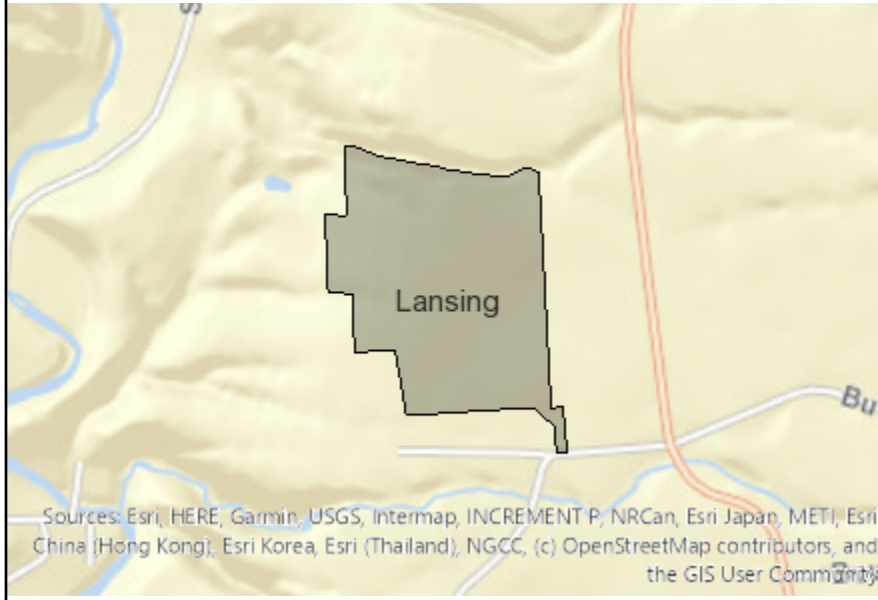 S
Lansing
Bu
Sources: Esri, HERE, Garmin, USGS, Intermap, INCREMENT P, NRCan, Esri Japan, METI, Esri
China (Hong Kong), Esri Korea, Esri (Thailand), NGCC, (c) OpenStreetMap contributors, and
the GIS User Community